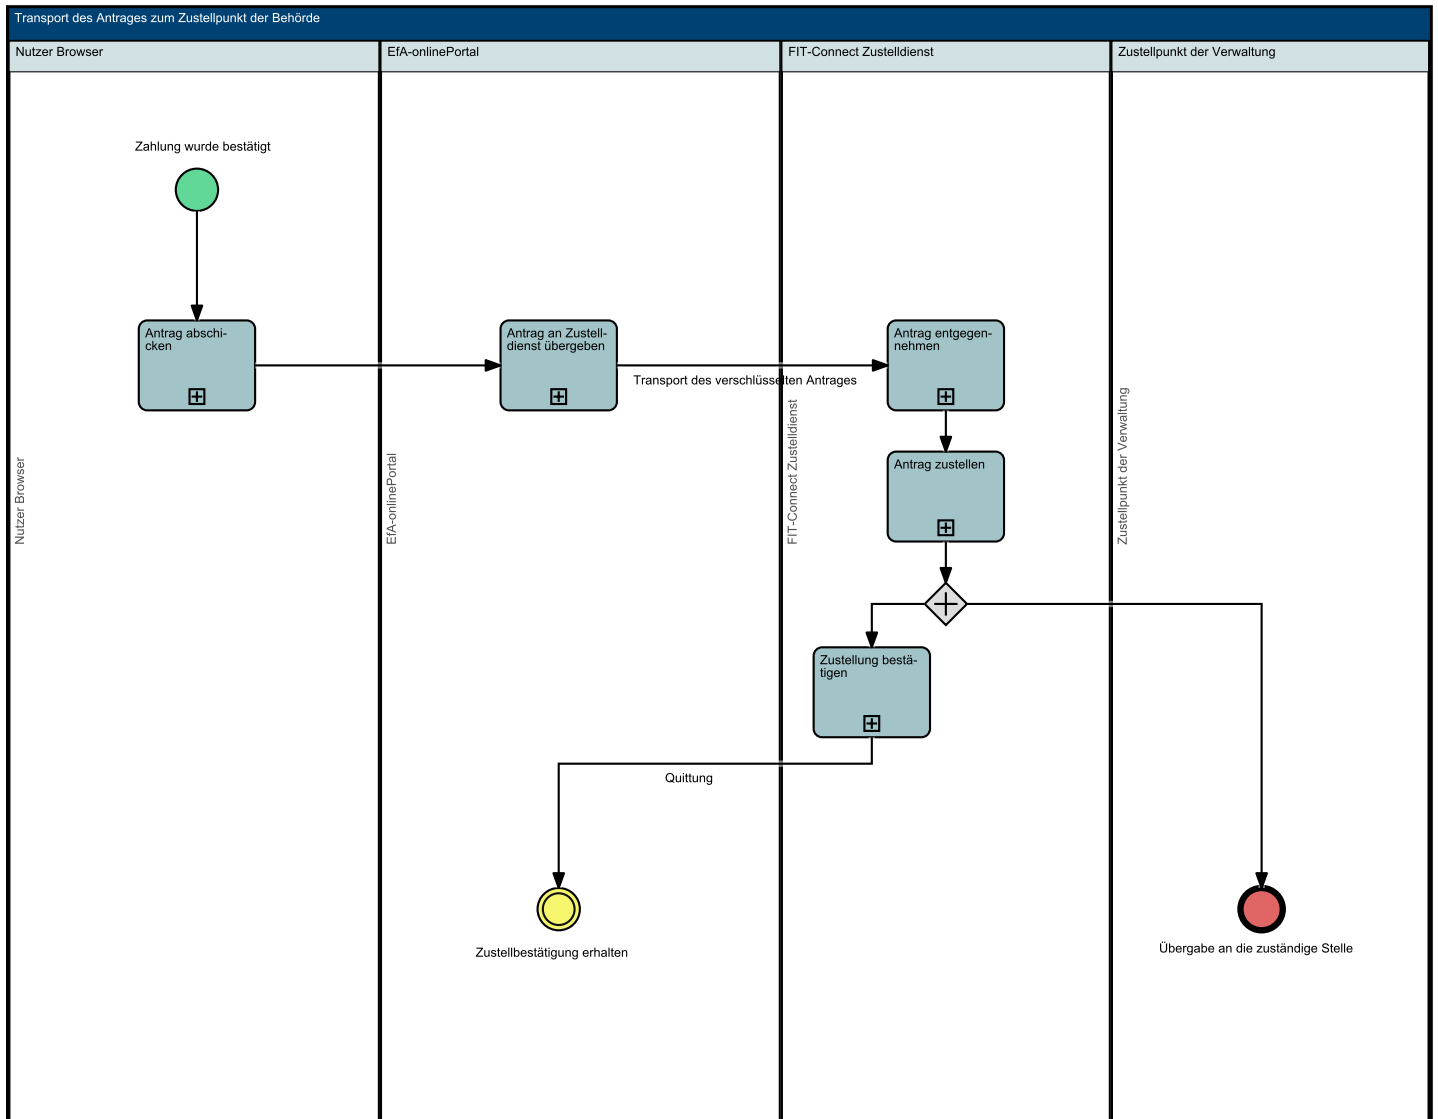 Transport des Antrages zum Zustellpunkt der Behörde
Nutzer Browser
EfA-onlinePortal
FIT-Connect Zustelldienst
Zustellpunkt der Verwaltung
Zahlung wurde bestätigt
Antrag abschi-
cken
Antrag an Zustell-
dienst übergeben
Antrag entgegen-
nehmen
Transport des verschlüsselten Antrages
Nutzer Browser
EfA-onlinePortal
FIT-Connect Zustelldienst
Zustellpunkt der Verwaltung
Antrag zustellen
Zustellung bestä-
tigen
Quittung
Zustellbestätigung erhalten
Übergabe an die zuständige Stelle